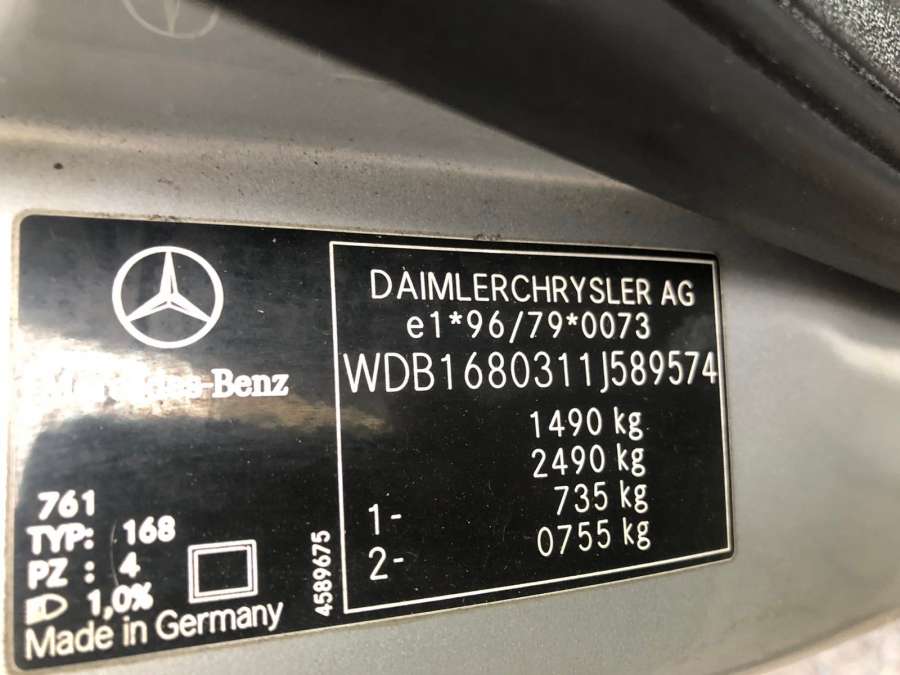 Mercedes-Benz
761
TYP: 168
PZ : 4
1,0%
Made in Germany
4589675
DAIMLERCHRYSLER AG
e1*96/79*0073
WDB1680311J589574
1490 kg
2490 kg
1- 735 kg
2- 0755 kg